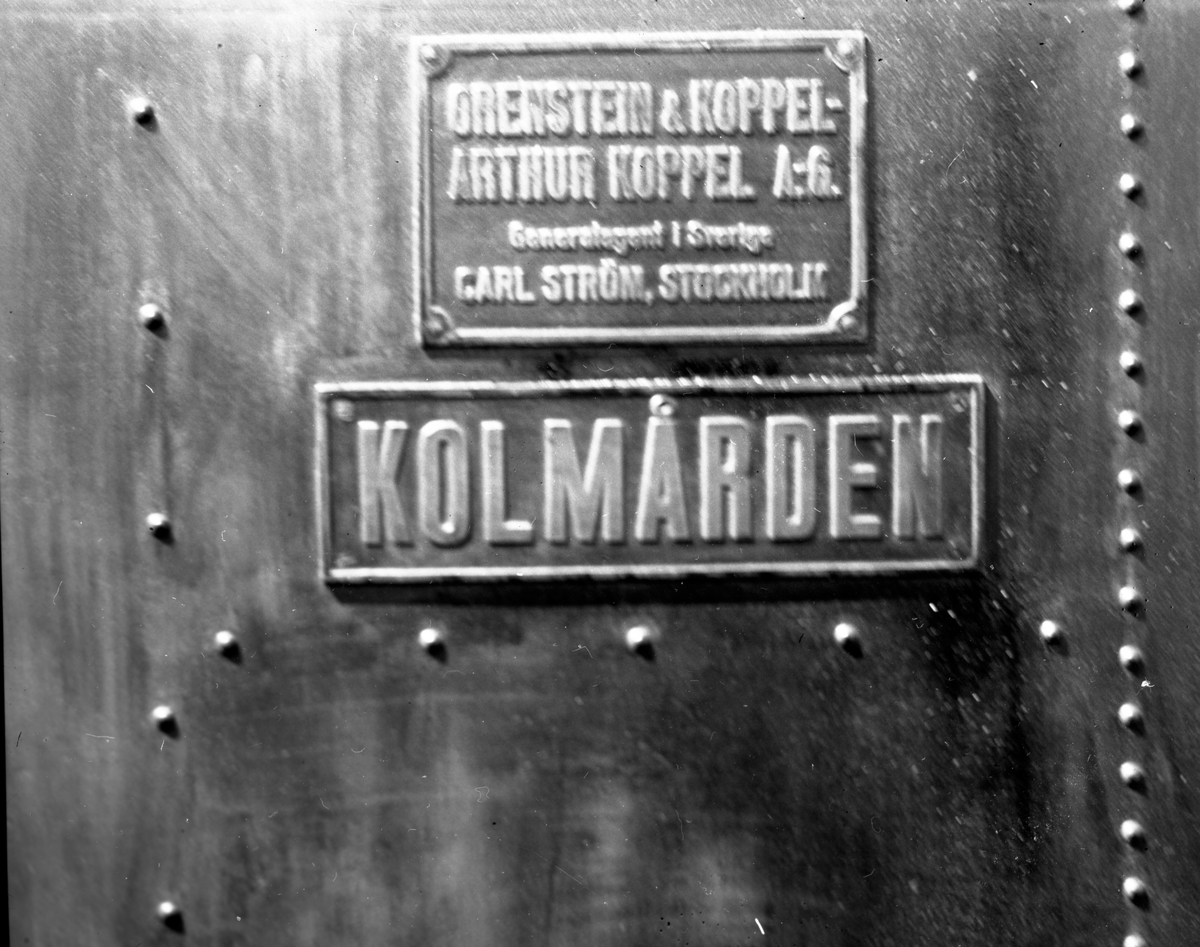 ORENSTEIN & KOPPEL-
ARTHUR KOPPEL A:G.
Generalagent i Sverige
CARL STRÖM, STOCKHOLM
KOLMÅRDEN